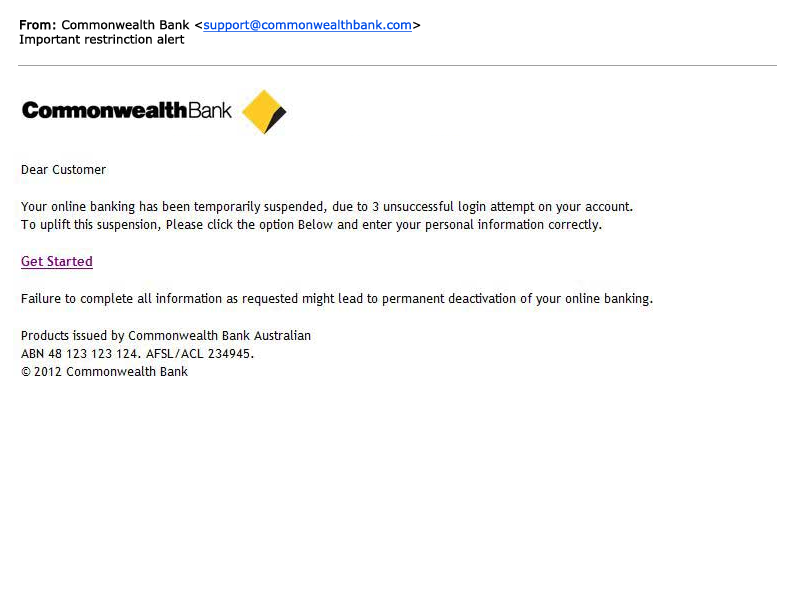 From: Commonwealth Bank <support@commonwealthbank.com>
Important restrinction alert
CommonwealthBank
Dear Customer
Your online banking has been temporarily suspended, due to 3 unsuccessful login attempt on your account.
To uplift this suspension, Please click the option Below and enter your personal information correctly.
Get Started
Failure to complete all information as requested might lead to permanent deactivation of your online banking.
Products issued by Commonwealth Bank Australian
ABN 48 123 123 124. AFSL/ACL 234945.
© 2012 Commonwealth Bank